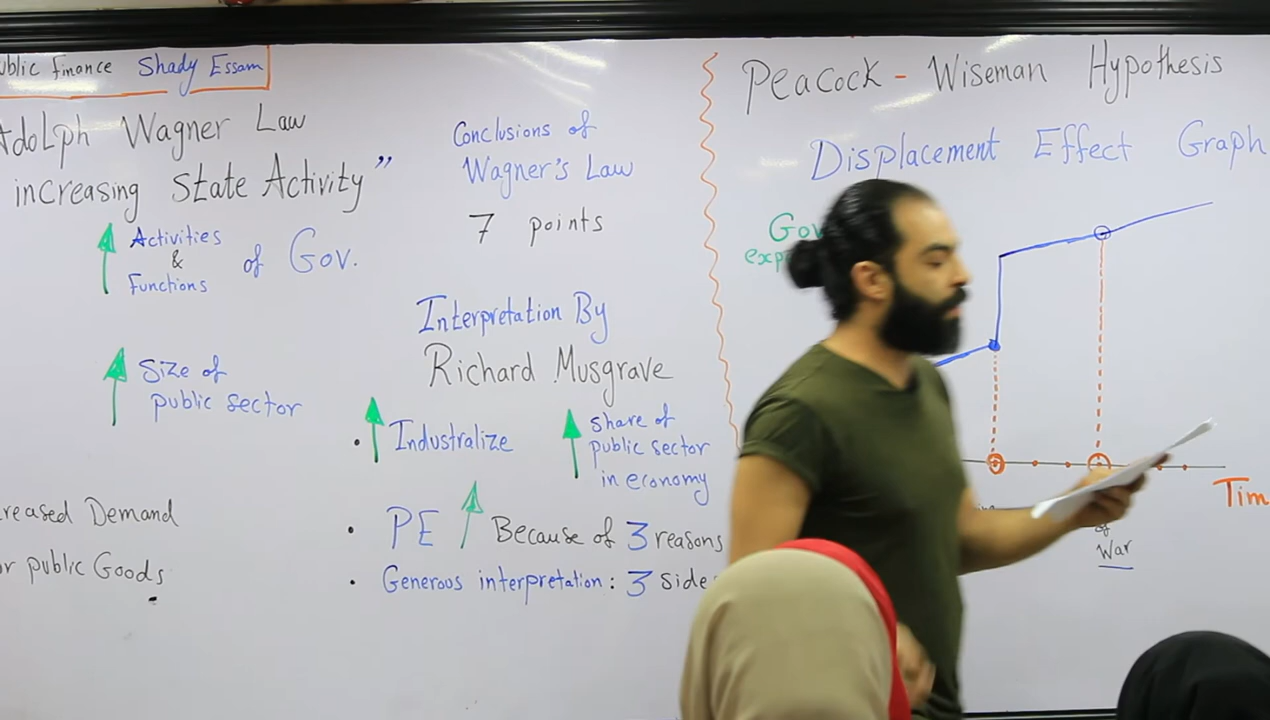 ublic Finance Shady Essam
Adolph Wagner Law
increasing State Activity”
Activities
&
Functions
of Gov.
Size of
public sector
reased Demand
or public Goods
Conclusions of
Wagner's Law
7 points
Interpretation By
Richard Musgrave
• Industralize
share of
public sector
in economy
• PE Because of 3 reasons
• Generous interpretation : 3 side
Peacock - Wiseman Hypothesis
Displacement Effect Graph
Gov
exp
Tim
of
War